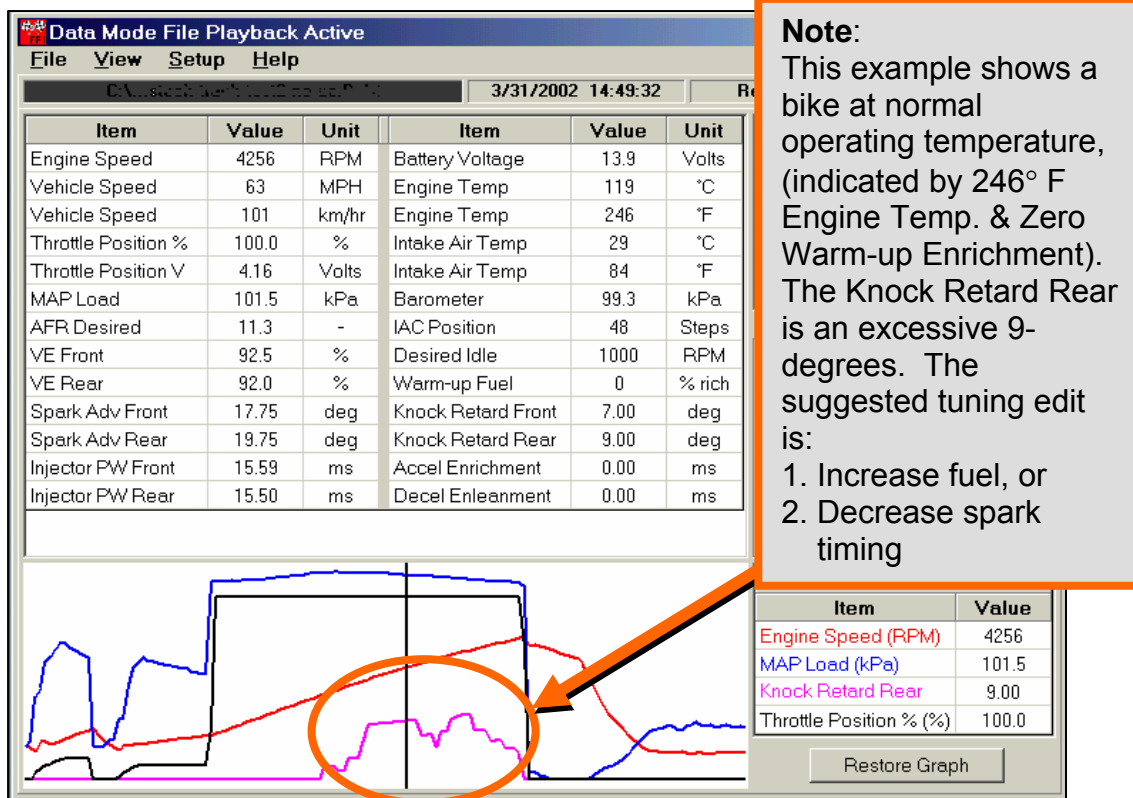 Data Mode File Playback Active
File View Setup Help
3/31/2002 14:49:32
Item Value Unit Item Value Unit
Engine Speed 4256 RPM Battery Voltage 13.9 Volts
Vehicle Speed 63 MPH Engine Temp 119 °C
Vehicle Speed 101 km/hr Engine Temp 246 °F
Throttle Position % 100.0 % Intake Air Temp 29 °C
Throttle Position V 4.16 Volts Intake Air Temp 84 °F
MAP Load 101.5 kPa Barometer 99.3 kPa
AFR Desired 11.3 - IAC Position 48 Steps
VE Front 92.5 % Desired Idle 1000 RPM
VE Rear 92.0 % Warm-up Fuel 0 % rich
Spark Adv Front 17.75 deg Knock Retard Front 7.00 deg
Spark Adv Rear 19.75 deg Knock Retard Rear 9.00 deg
Injector PW Front 15.59 ms Accel Enrichment 0.00 ms
Injector PW Rear 15.50 ms Decel Enleanment 0.00 ms
Note:
This example shows a
bike at normal
operating temperature,
(indicated by 246° F
Engine Temp. & Zero
Warm-up Enrichment).
The Knock Retard Rear
is an excessive 9-
degrees. The
suggested tuning edit
is:
1. Increase fuel, or
2. Decrease spark
timing
Item Value
Engine Speed (RPM) 4256
MAP Load (kPa) 101.5
Knock Retard Rear 9.00
Throttle Position % (%) 100.0
Restore Graph